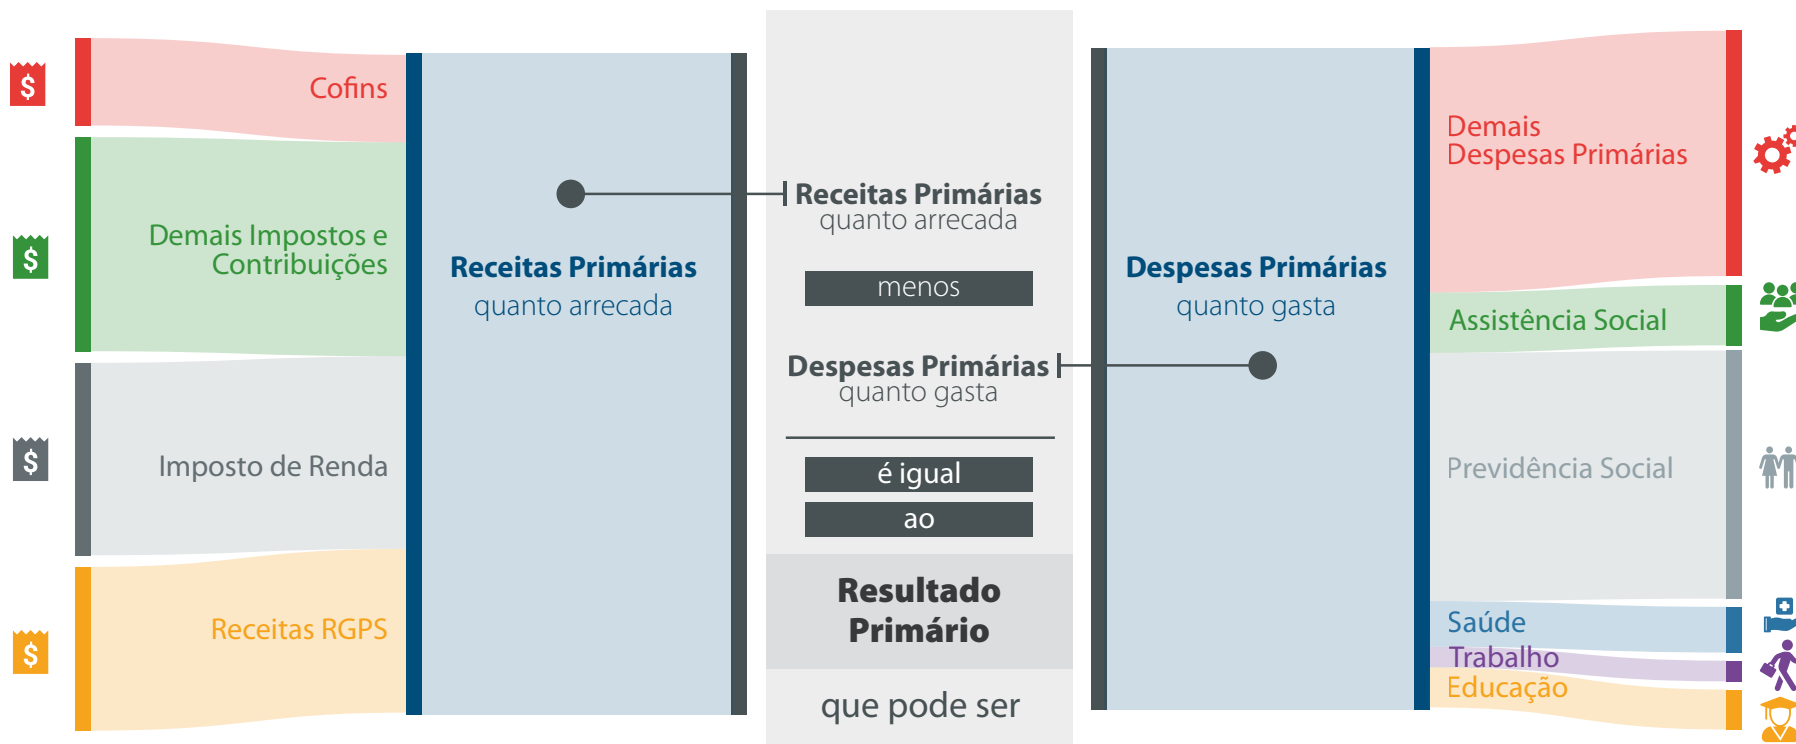 $
Cofins
$
Demais Impostos e
Contribuições
$
Imposto de Renda
$
Receitas RGPS
Receitas Primárias
quanto arrecada
Receitas Primárias
quanto arrecada
menos
Despesas Primárias
quanto gasta
é igual
ao
Resultado
Primário
que pode ser
Despesas Primárias
quanto gasta
Demais
Despesas Primárias
Assistência Social
Previdência Social
Saúde
Trabalho
Educação